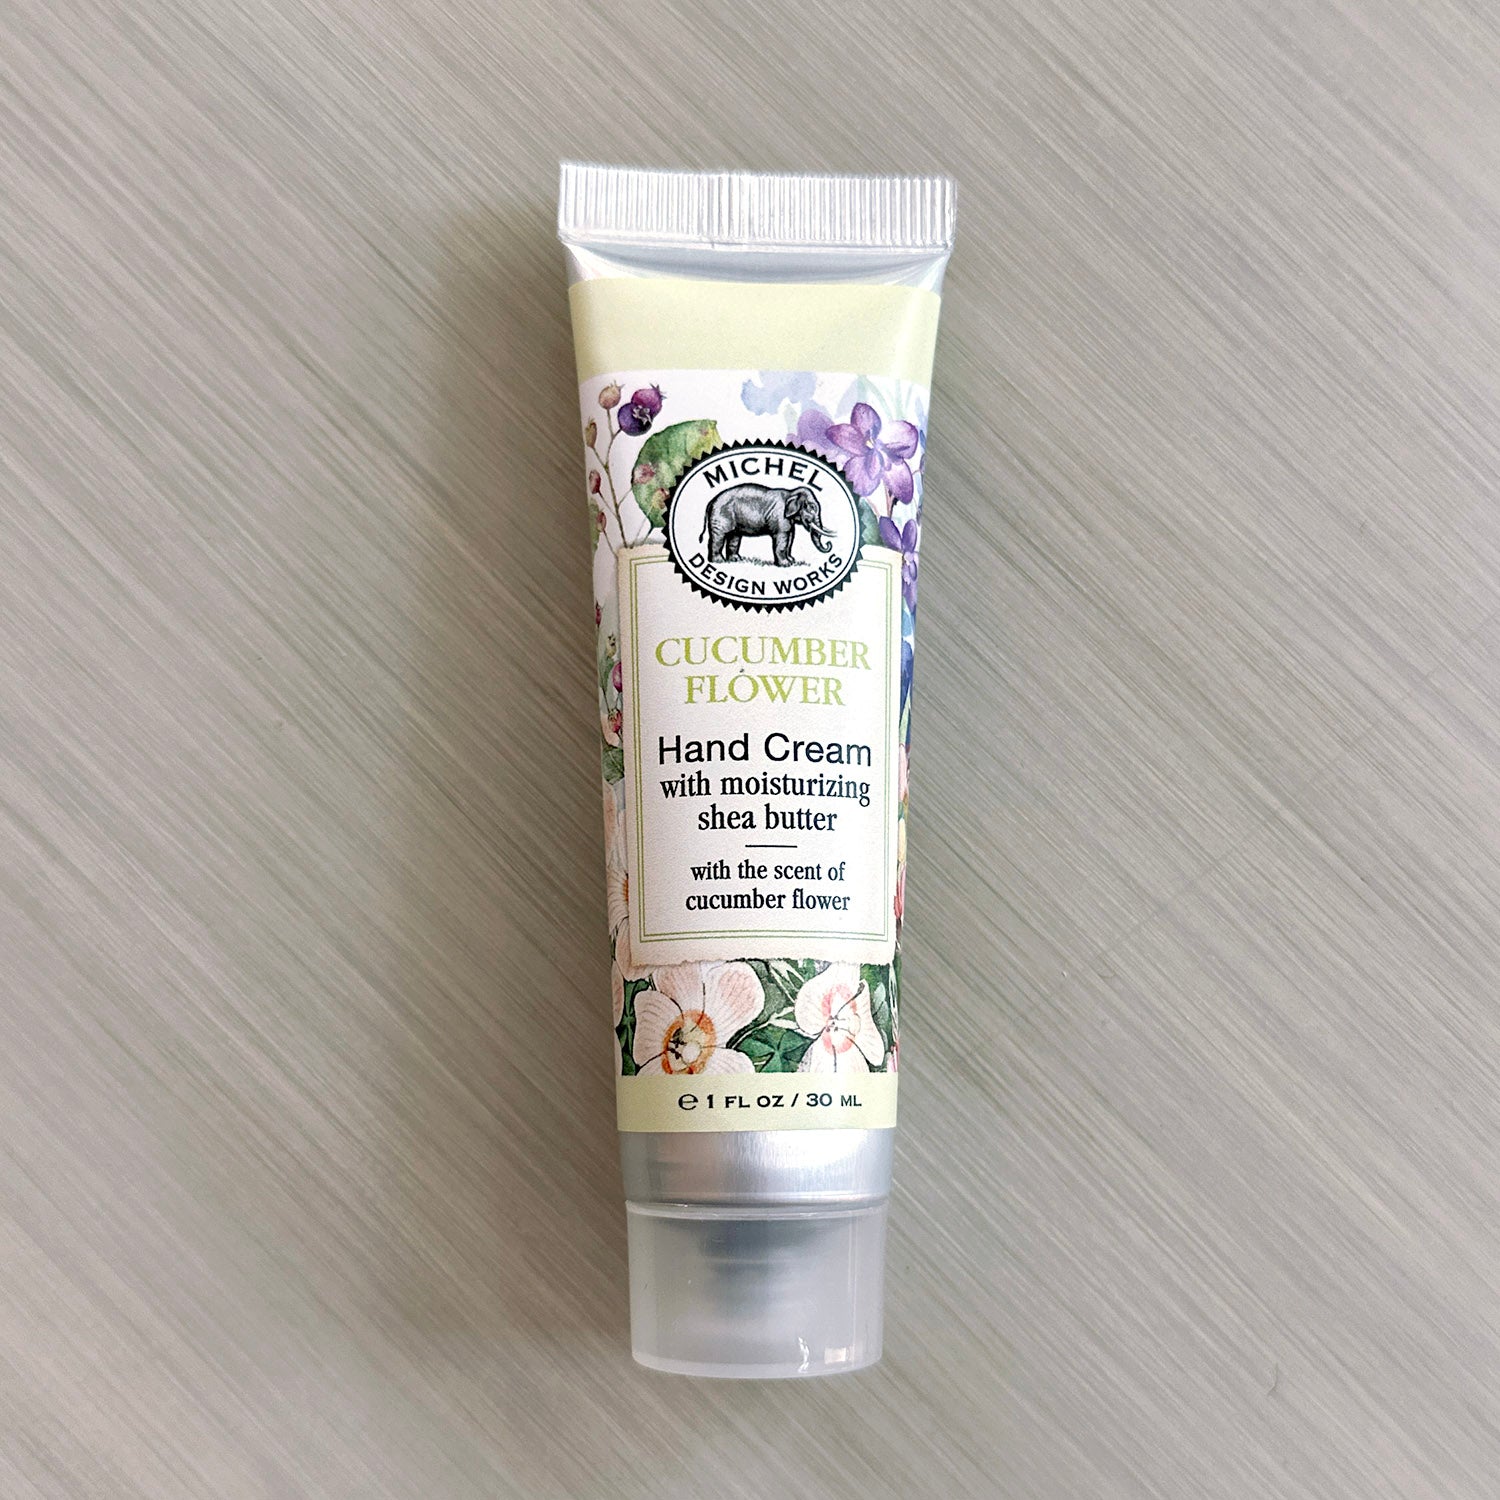 MICHEL
DESIGN WORKS
CUCUMBER
FLOWER
Hand Cream
with moisturizing
shea butter
with the scent of
cucumber flower
℮ 1 FL OZ / 30 ML